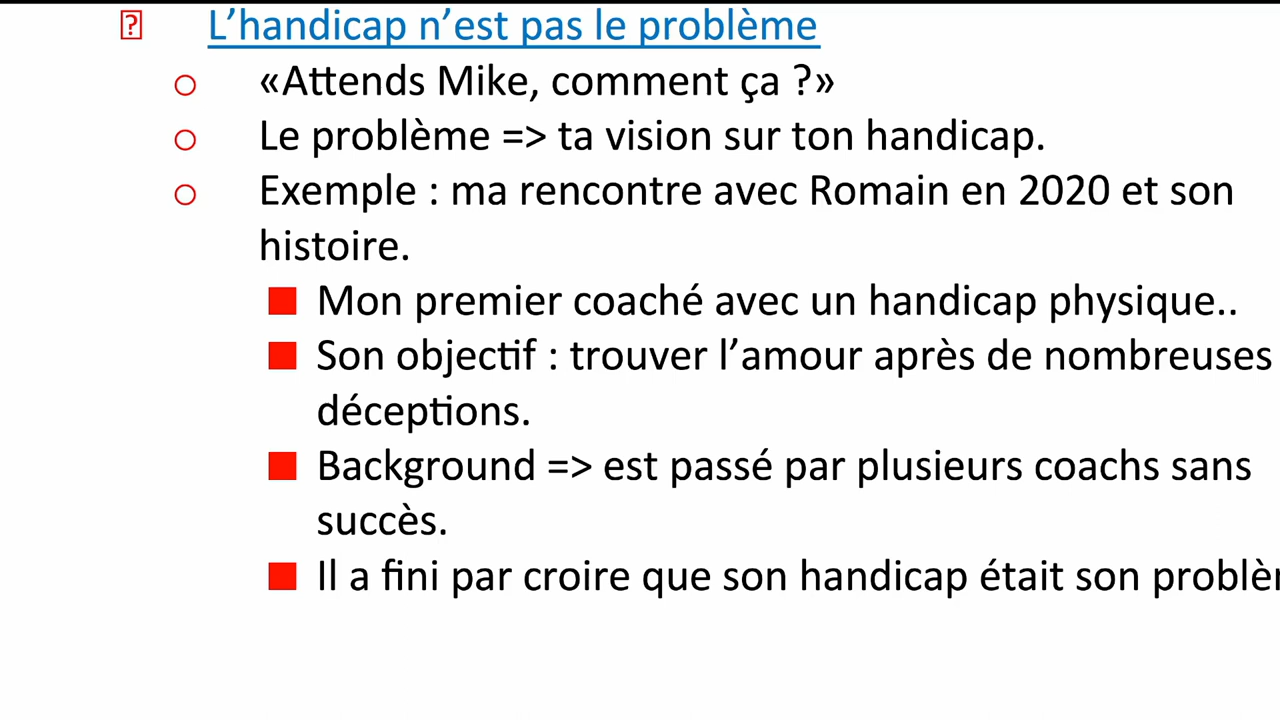 L’handicap n’est pas le problème
«Attends Mike, comment ça ?»
Le problème => ta vision sur ton handicap.
Exemple : ma rencontre avec Romain en 2020 et son
histoire.
Mon premier coaché avec un handicap physique..
Son objectif : trouver l’amour après de nombreuses
déceptions.
Background => est passé par plusieurs coachs sans
succès.
Il a fini par croire que son handicap était son